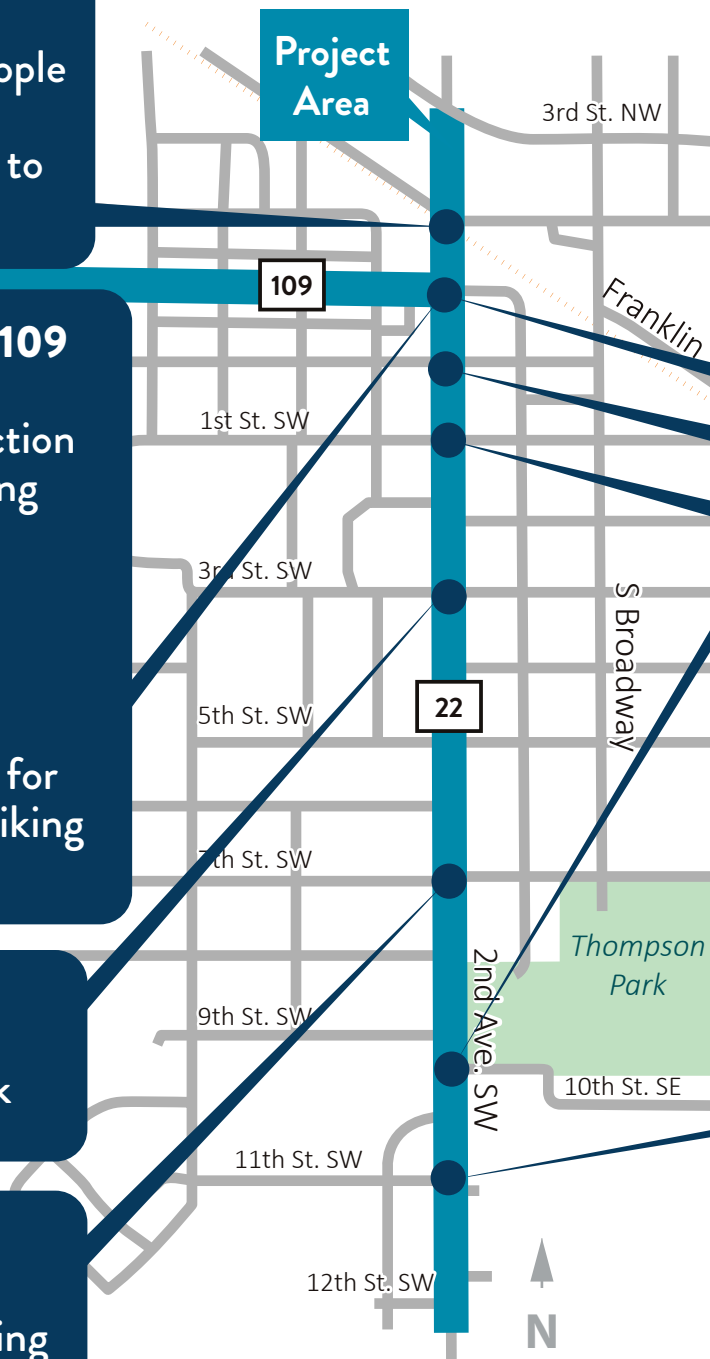 ople
to
Project
Area
3rd St. NW
109
Franklin
109
ction
ng
1st St. SW
3rd St. SW
S Broadway
22
5th St. SW
for
iking
7th St. SW
Thompson
Park
2nd Ave. SW
9th St. SW
k
10th St. SE
11th St. SW
12th St. SW
N
ing